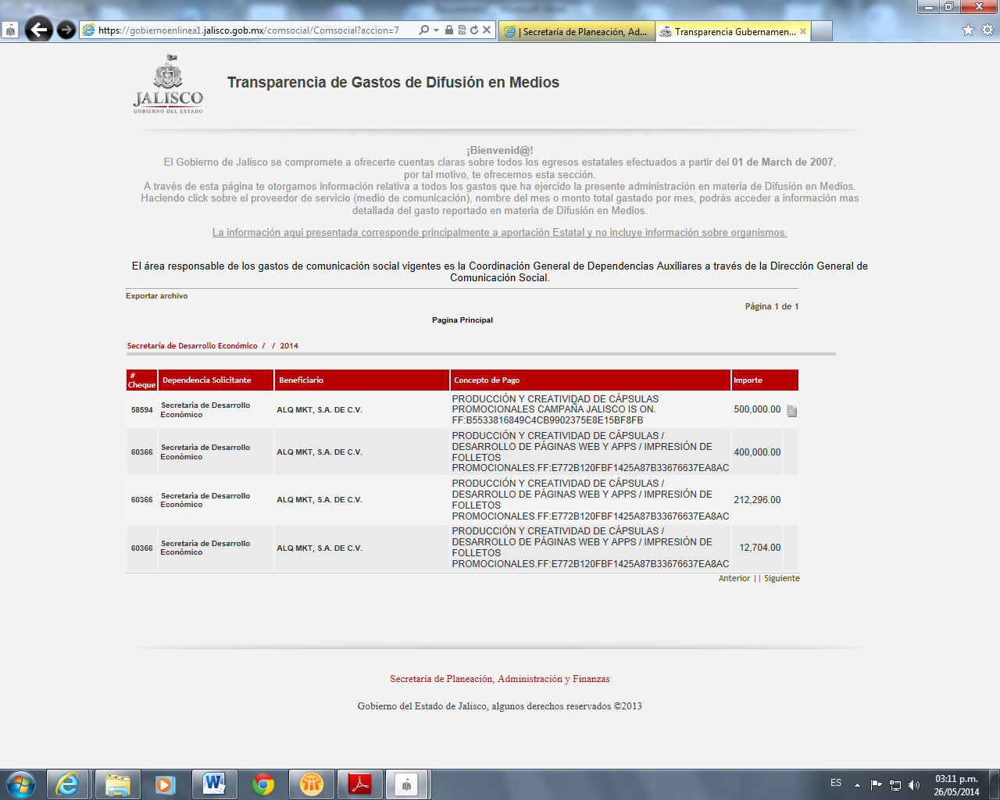 https://gobiernoenlinea1.jalisco.gob.mx/comsocial/Comsocial?accion=7
| Secretaría de Planeación, Ad...
Transparencia Gubernamen...
JALISCO
GOBIERNO DEL ESTADO
Transparencia de Gastos de Difusión en Medios
¡Bienvenid@!
El Gobierno de Jalisco se compromete a ofrecerte cuentas claras sobre todos los egresos estatales efectuados a partir del 01 de March de 2007,
por tal motivo, te ofrecemos esta sección.
A través de esta página te otorgamos información relativa a todos los gastos que ha ejercido la presente administración en materia de Difusión en Medios.
Haciendo click sobre el proveedor de servicio (medio de comunicación), nombre del mes o monto total gastado por mes, podrás acceder a información mas
detallada del gasto reportado en materia de Difusión en Medios.
La información aqui presentada corresponde principalmente a aportación Estatal y no incluye información sobre organismos.
El área responsable de los gastos de comunicación social vigentes es la Coordinación General de Dependencias Auxiliares a través de la Dirección General de
Comunicación Social.
Exportar archivo
Página 1 de 1
Pagina Principal
Secretaría de Desarrollo Económico / / 2014
# Cheque Dependencia Solicitante Beneficiario Concepto de Pago Importe
58594 Secretaria de Desarrollo Económico ALQ MKT, S.A. DE C.V. PRODUCCIÓN Y CREATIVIDAD DE CÁPSULAS
PROMOCIONALES CAMPAÑA JALISCO IS ON.
FF:B5533816849C4CB9902375E8E15BF8FB 500,000.00
60366 Secretaria de Desarrollo Económico ALQ MKT, S.A. DE C.V. PRODUCCIÓN Y CREATIVIDAD DE CÁPSULAS /
DESARROLLO DE PÁGINAS WEB Y APPS / IMPRESIÓN DE
FOLLETOS
PROMOCIONALES.FF:E772B120FBF1425A87B33676637EA8AC 400,000.00
60366 Secretaria de Desarrollo Económico ALQ MKT, S.A. DE C.V. PRODUCCIÓN Y CREATIVIDAD DE CÁPSULAS /
DESARROLLO DE PÁGINAS WEB Y APPS / IMPRESIÓN DE
FOLLETOS
PROMOCIONALES.FF:E772B120FBF1425A87B33676637EA8AC 212,296.00
60366 Secretaria de Desarrollo Económico ALQ MKT, S.A. DE C.V. PRODUCCIÓN Y CREATIVIDAD DE CÁPSULAS /
DESARROLLO DE PÁGINAS WEB Y APPS / IMPRESIÓN DE
FOLLETOS
PROMOCIONALES.FF:E772B120FBF1425A87B33676637EA8AC 12,704.00
Anterior || Siguiente
Secretaría de Planeación, Administración y Finanzas
Gobierno del Estado de Jalisco, algunos derechos reservados ©2013
ES
03:11 p.m.
26/05/2014